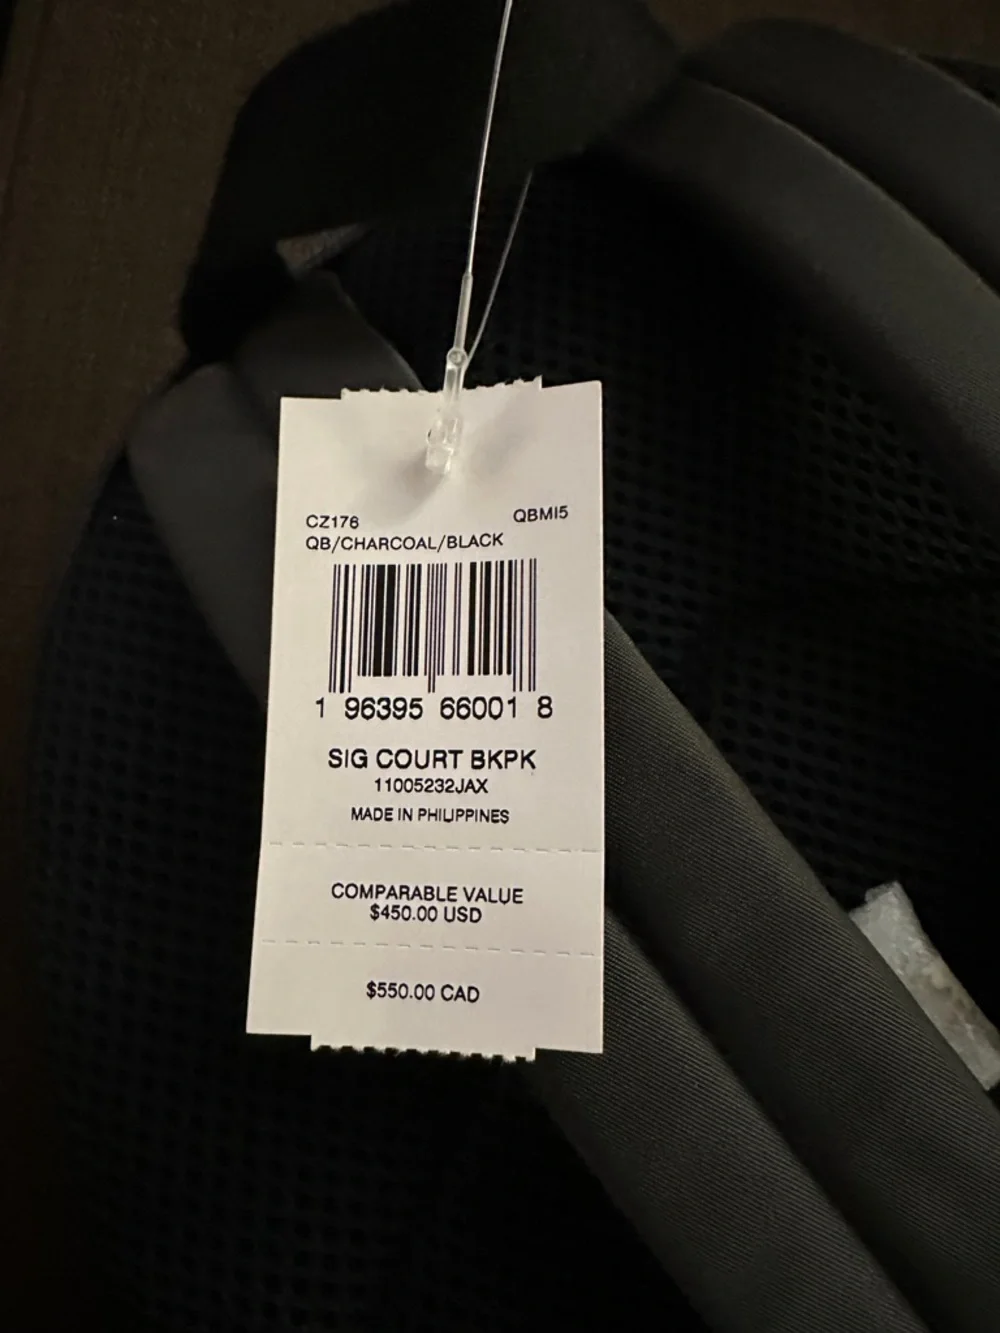 CZ176 QBMI5
QB/CHARCOAL/BLACK
1 96395 66001 8
SIG COURT BKPK
11005232JAX
MADE IN PHILIPPINES
COMPARABLE VALUE
$450.00 USD
$550.00 CAD